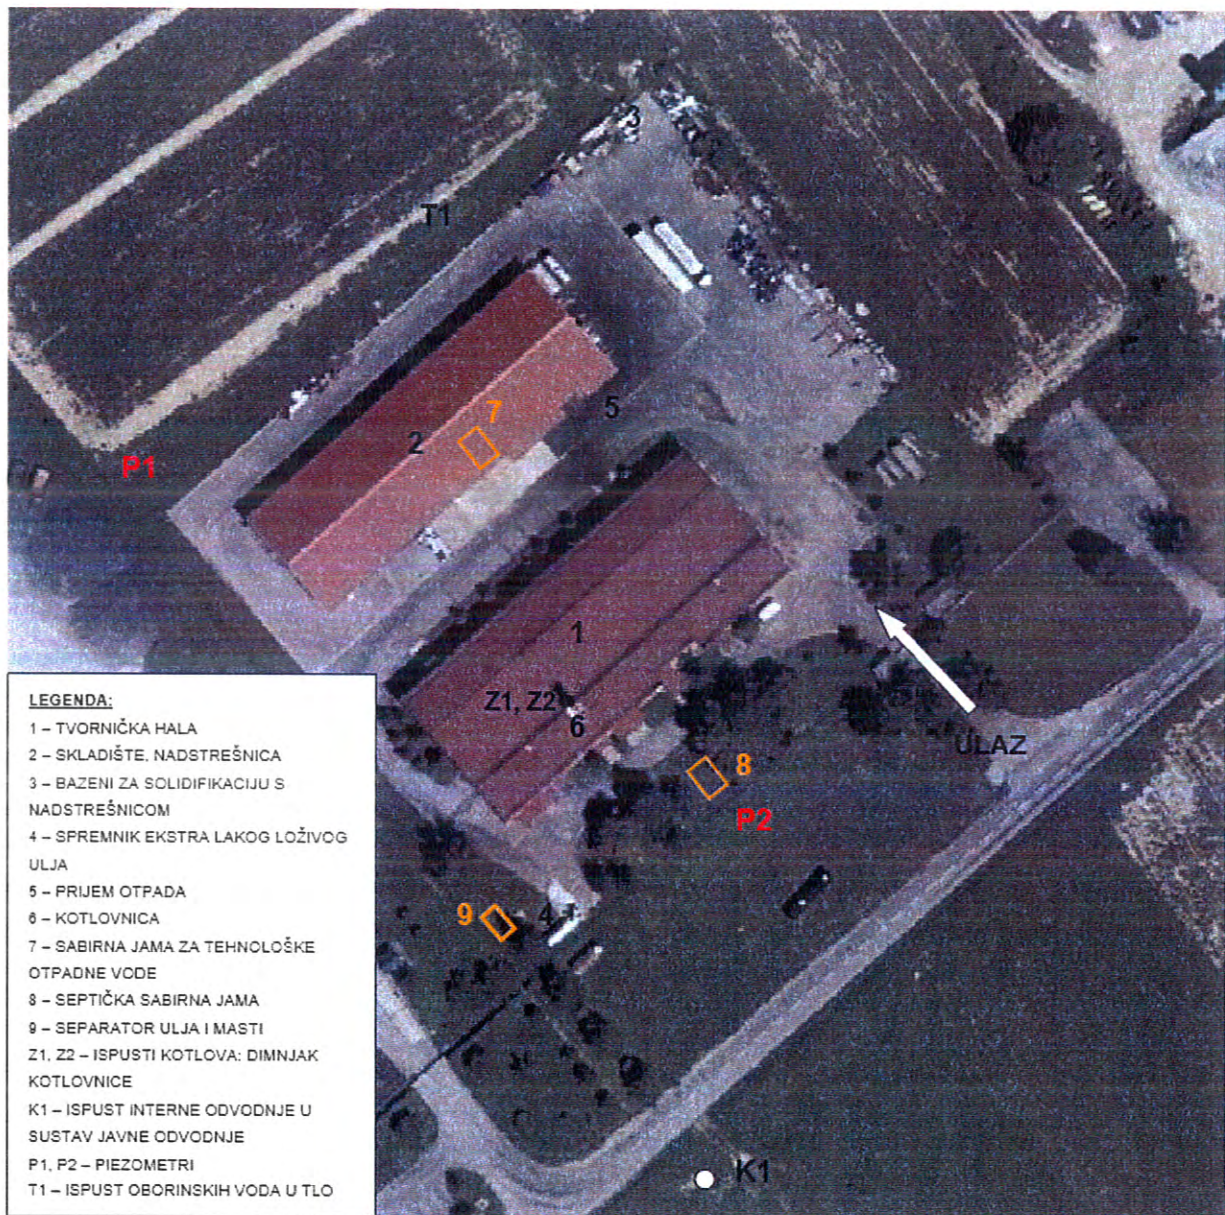 3
T1
5
7
2
P1
1
Z1, Z2
6
ULAZ
8
P2
9
4
K1
LEGENDA:
1 – TVORNIČKA HALA
2 – SKLADIŠTE, NADSTREŠNICA
3 – BAZENI ZA SOLIDIFIKACIJU S
NADSTREŠNICOM
4 – SPREMNIK EKSTRA LAKOG LOŽIVOG
ULJA
5 – PRIJEM OTPADA
6 – KOTLOVNICA
7 – SABIRNA JAMA ZA TEHNOLOŠKE
OTPADNE VODE
8 – SEPTIČKA SABIRNA JAMA
9 – SEPARATOR ULJA I MASTI
Z1, Z2 – ISPUSTI KOTLOVA: DIMNJAK
KOTLOVNICE
K1 – ISPUST INTERNE ODVODNJE U
SUSTAV JAVNE ODVODNJE
P1, P2 – PIEZOMETRI
T1 – ISPUST OBORINSKIH VODA U TLO